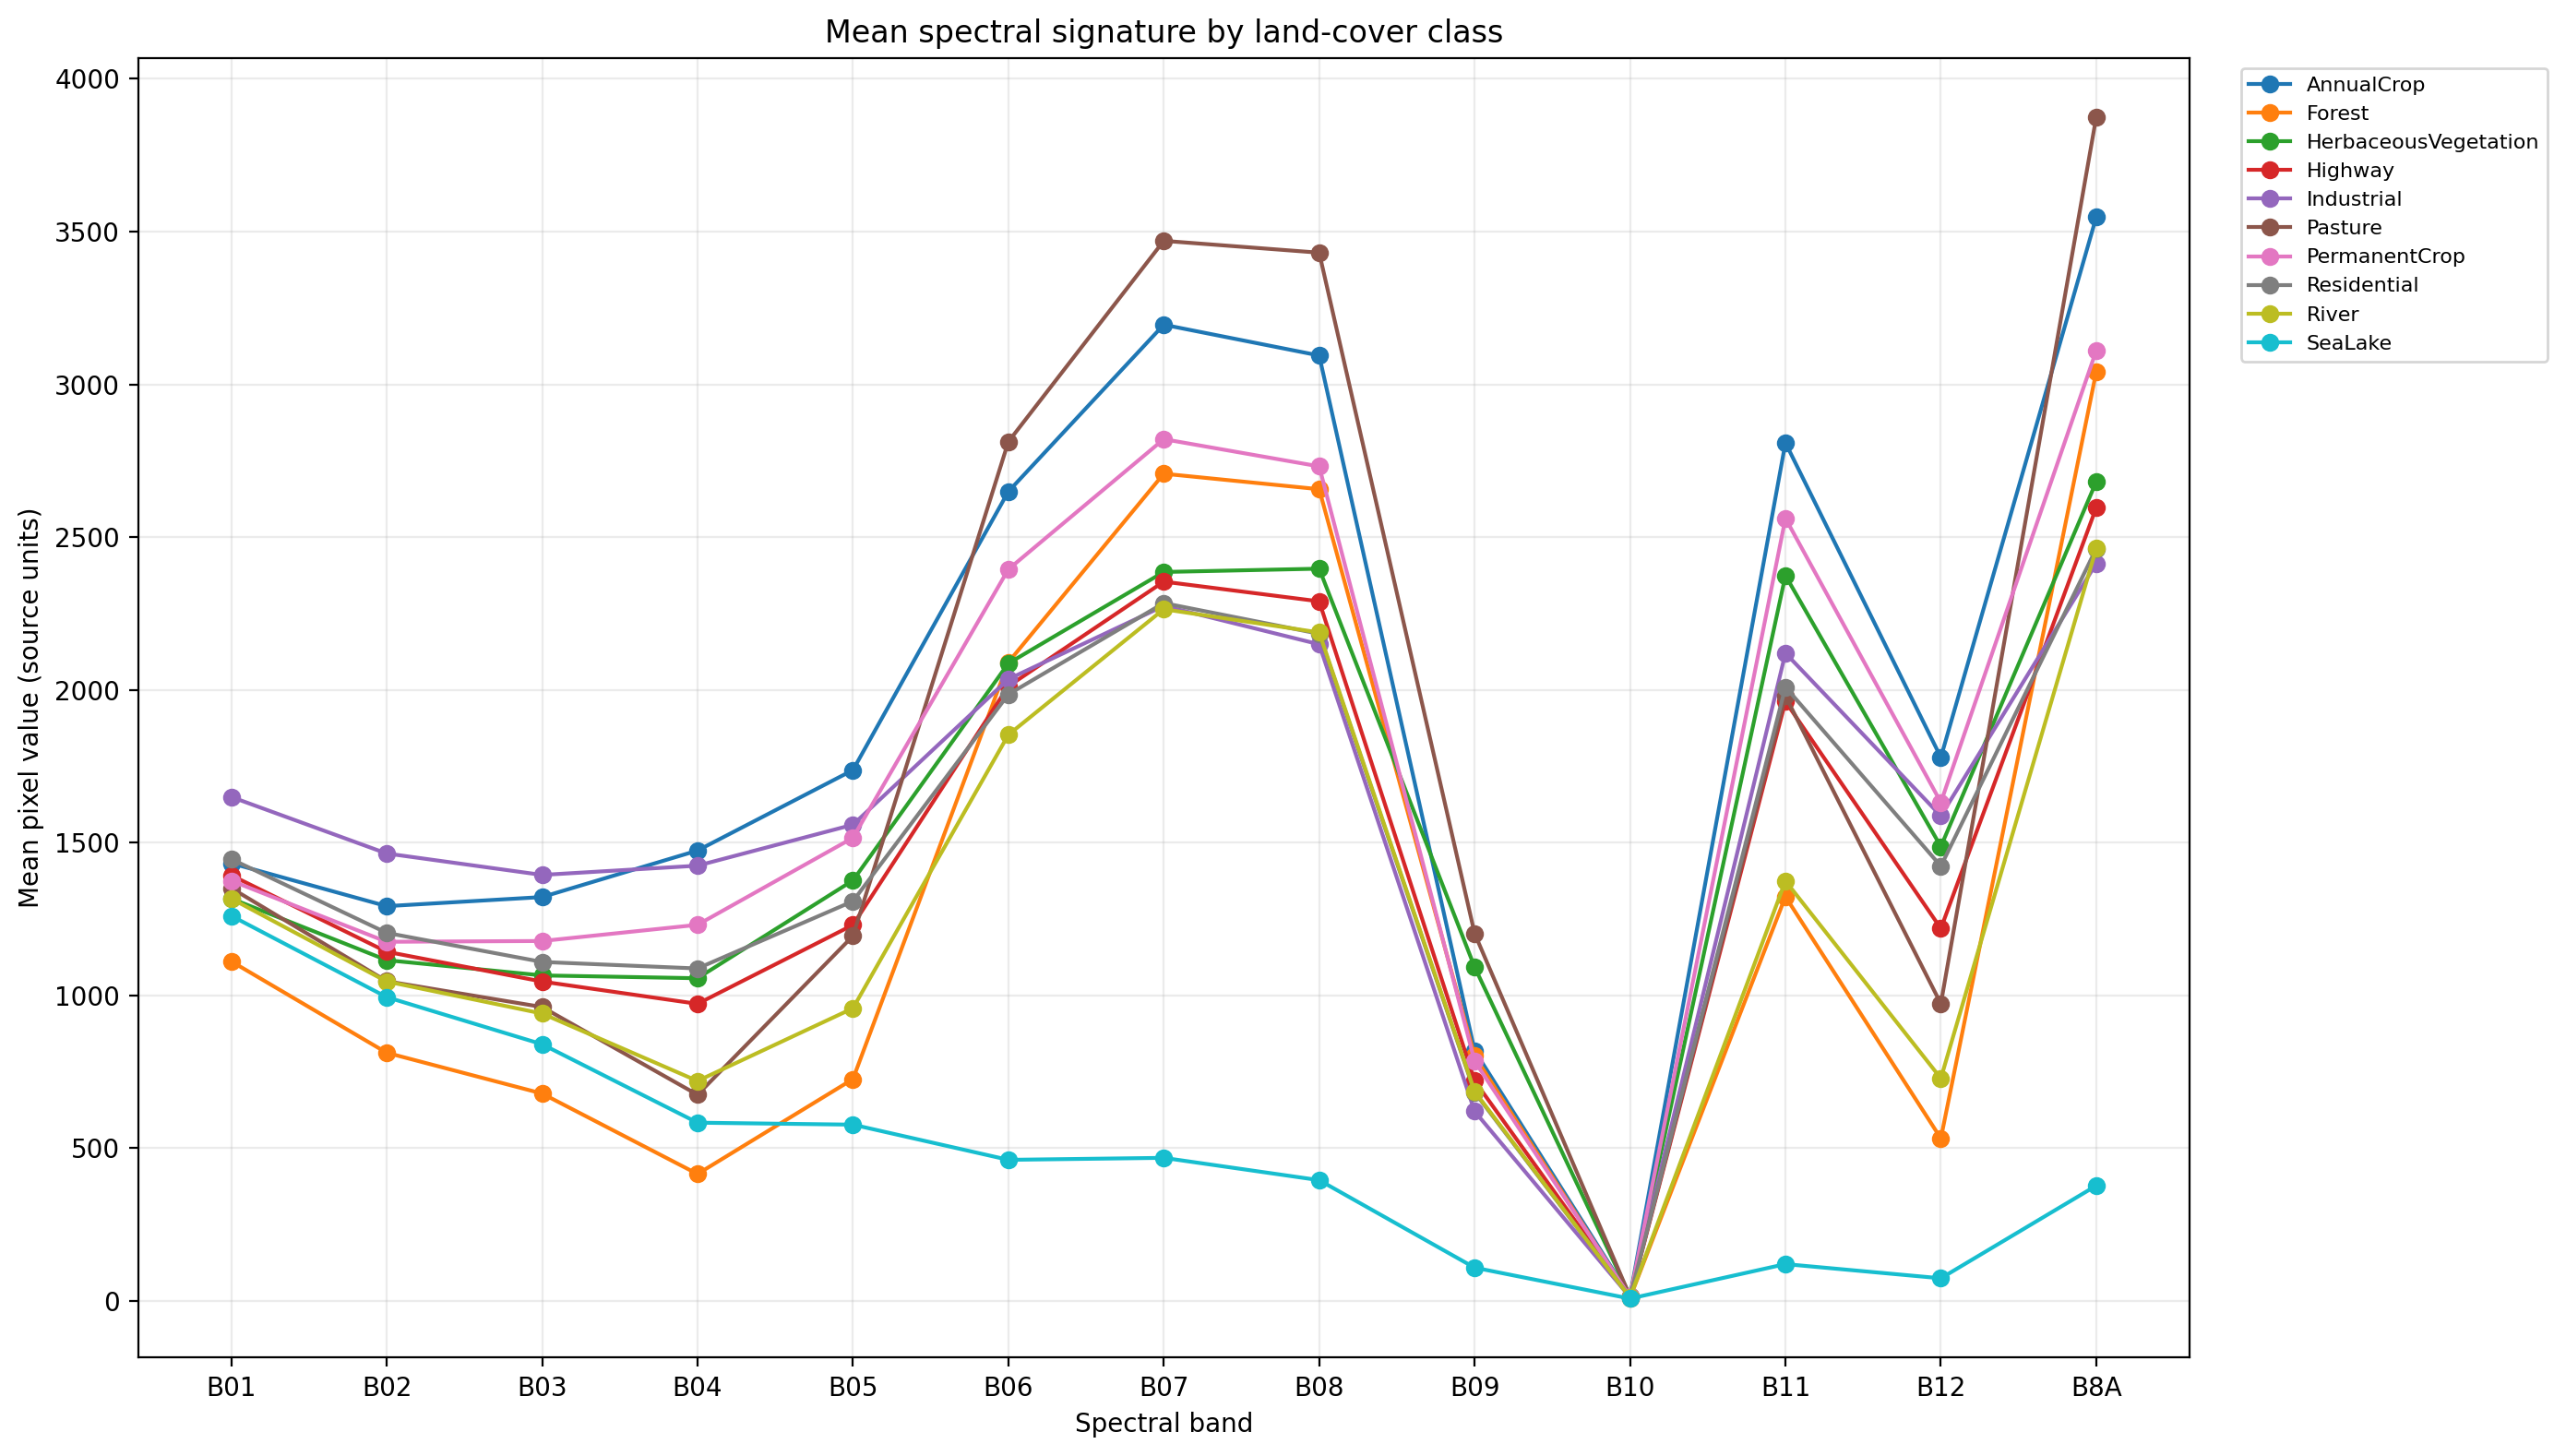 Mean spectral signature by land-cover class
4000
3500
3000
2500
2000
1500
1000
500
0
Mean pixel value (source units)
B01 B02 B03 B04 B05 B06 B07 B08 B09 B10 B11 B12 B8A
Spectral band
AnnualCrop
Forest
HerbaceousVegetation
Highway
Industrial
Pasture
PermanentCrop
Residential
River
SeaLake